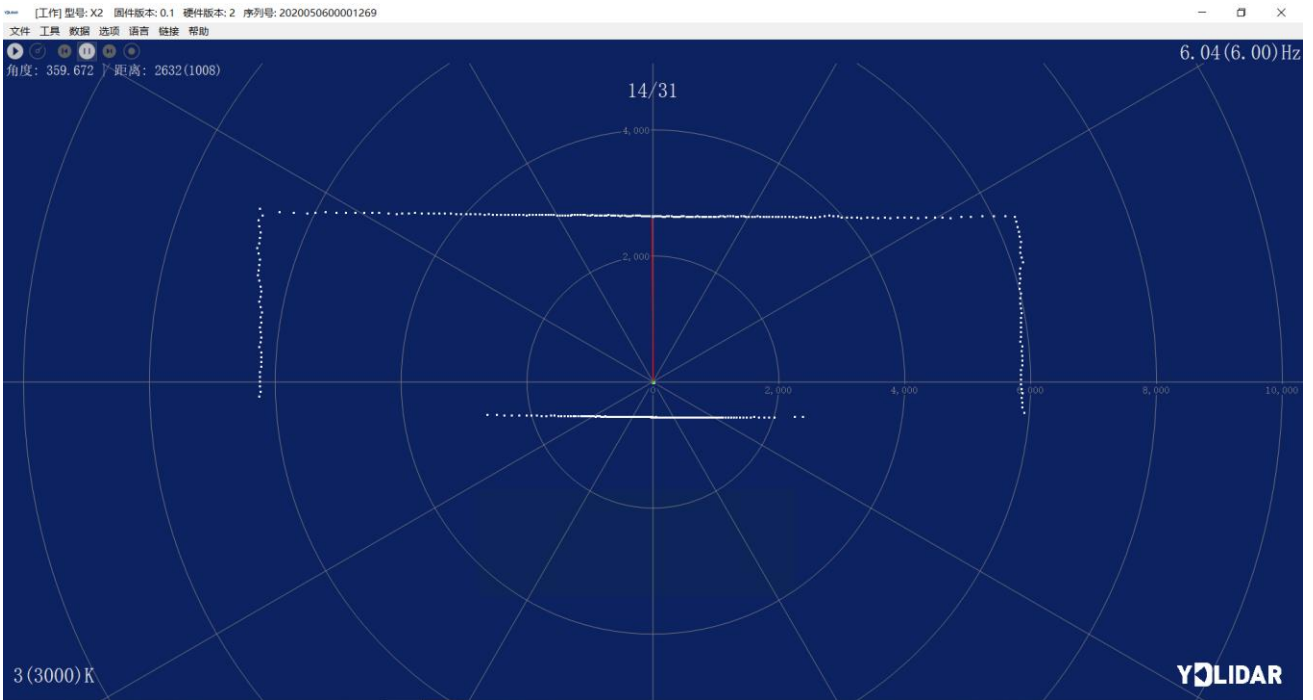 [工作] 型号: X2 固件版本: 0.1 硬件版本: 2 序列号: 2020050600001269
文件 工具 数据 选项 语言 链接 帮助
6.04(6.00)Hz
角度: 359.672 / 距离: 2632(1008)
14/31
4,000
2,000
0 2,000 4,000 6,000 8,000 10,000
3(3000)K
YDLIDAR